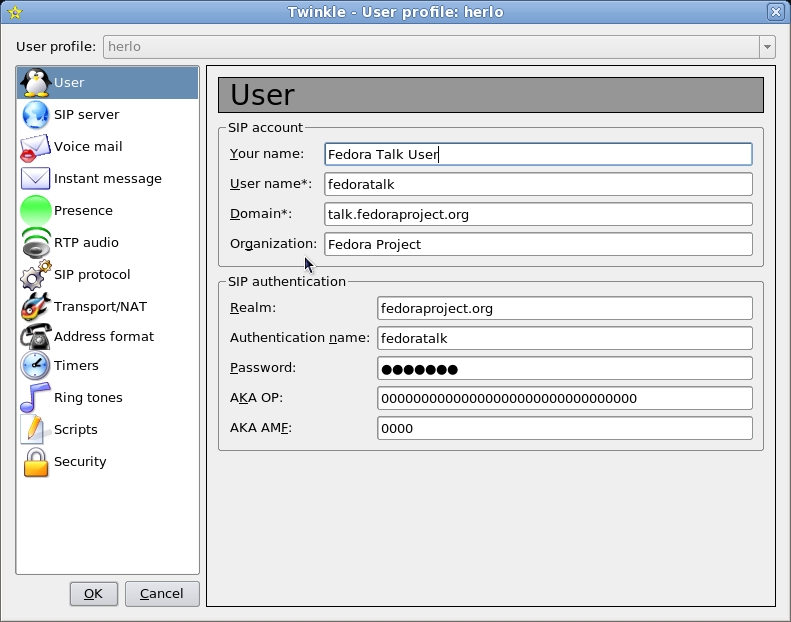 Twinkle - User profile: herlo
User profile: herlo
User
SIP server
Voice mail
Instant message
Presence
RTP audio
SIP protocol
Transport/NAT
Address format
Timers
Ring tones
Scripts
Security
User
SIP account
Your name: Fedora Talk User
User name*: fedoratalk
Domain*: talk.fedoraproject.org
Organization: Fedora Project
SIP authentication
Realm: fedoraproject.org
Authentication name: fedoratalk
Password: ●●●●●●●
AKA OP: 00000000000000000000000000000000
AKA AMF: 0000
OK Cancel